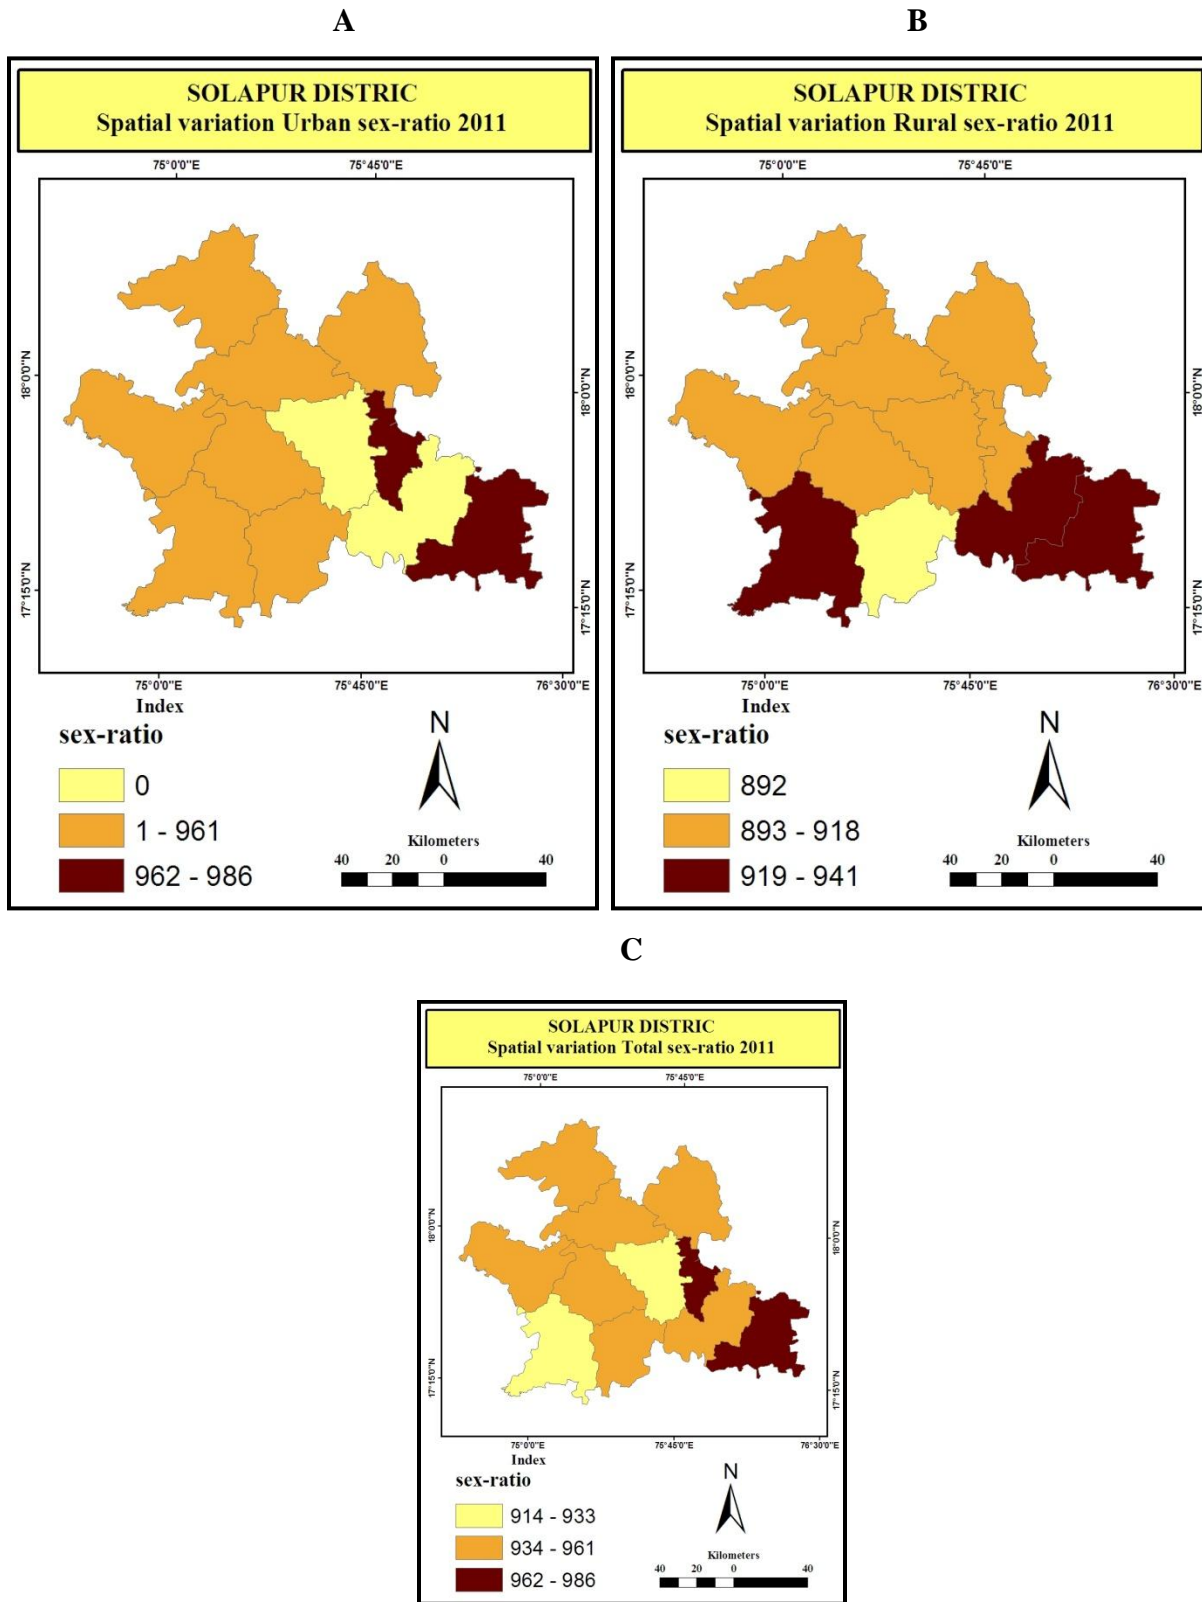 A
B
SOLAPUR DISTRIC
Spatial variation Urban sex-ratio 2011
75°0'0"E 75°45'0"E
18°0'0"N
18°0'0"N
17°15'0"N
17°15'0"N
75°0'0"E 75°45'0"E 76°30'0"E
Index
sex-ratio
0
1 - 961
962 - 986
N
Kilometers
40 20 0 40
SOLAPUR DISTRIC
Spatial variation Rural sex-ratio 2011
75°0'0"E 75°45'0"E
18°0'0"N
18°0'0"N
17°15'0"N
17°15'0"N
75°0'0"E 75°45'0"E 76°30'0"E
Index
sex-ratio
892
893 - 918
919 - 941
N
Kilometers
40 20 0 40
C
SOLAPUR DISTRIC
Spatial variation Total sex-ratio 2011
75°0'0"E 75°45'0"E
18°0'0"N
18°0'0"N
17°15'0"N
17°15'0"N
75°0'0"E 75°45'0"E 76°30'0"E
Index
sex-ratio
914 - 933
934 - 961
962 - 986
N
Kilometers
40 20 0 40